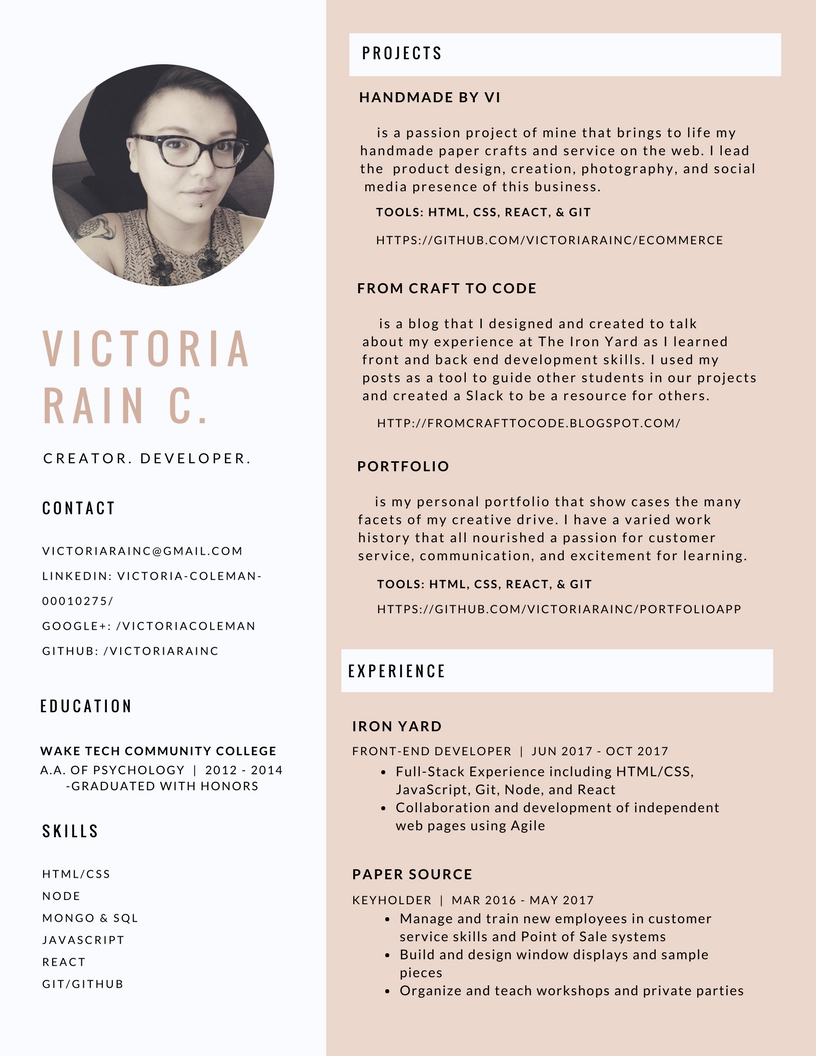 VICTORIA
RAIN C.
CREATOR. DEVELOPER.
CONTACT
VICTORIARAINC@GMAIL.COM
LINKEDIN: VICTORIA-COLEMAN-
00010275/
GOOGLE+: /VICTORIACOLEMAN
GITHUB: /VICTORIARAINC
EDUCATION
WAKE TECH COMMUNITY COLLEGE
A.A. OF PSYCHOLOGY | 2012 - 2014
-GRADUATED WITH HONORS
SKILLS
HTML/CSS
NODE
MONGO & SQL
JAVASCRIPT
REACT
GIT/GITHUB
PROJECTS
HANDMADE BY VI
is a passion project of mine that brings to life my
handmade paper crafts and service on the web. I lead
the product design, creation, photography, and social
media presence of this business.
TOOLS: HTML, CSS, REACT, & GIT
HTTPS://GITHUB.COM/VICTORIARAINC/ECOMMERCE
FROM CRAFT TO CODE
is a blog that I designed and created to talk
about my experience at The Iron Yard as I learned
front and back end development skills. I used my
posts as a tool to guide other students in our projects
and created a Slack to be a resource for others.
HTTP://FROMCRAFTTOCODE.BLOGSPOT.COM/
PORTFOLIO
is my personal portfolio that show cases the many
facets of my creative drive. I have a varied work
history that all nourished a passion for customer
service, communication, and excitement for learning.
TOOLS: HTML, CSS, REACT, & GIT
HTTPS://GITHUB.COM/VICTORIARAINC/PORTFOLIOAPP
EXPERIENCE
IRON YARD
FRONT-END DEVELOPER | JUN 2017 - OCT 2017
• Full-Stack Experience including HTML/CSS,
JavaScript, Git, Node, and React
• Collaboration and development of independent
web pages using Agile
PAPER SOURCE
KEYHOLDER | MAR 2016 - MAY 2017
• Manage and train new employees in customer
service skills and Point of Sale systems
• Build and design window displays and sample
pieces
• Organize and teach workshops and private parties